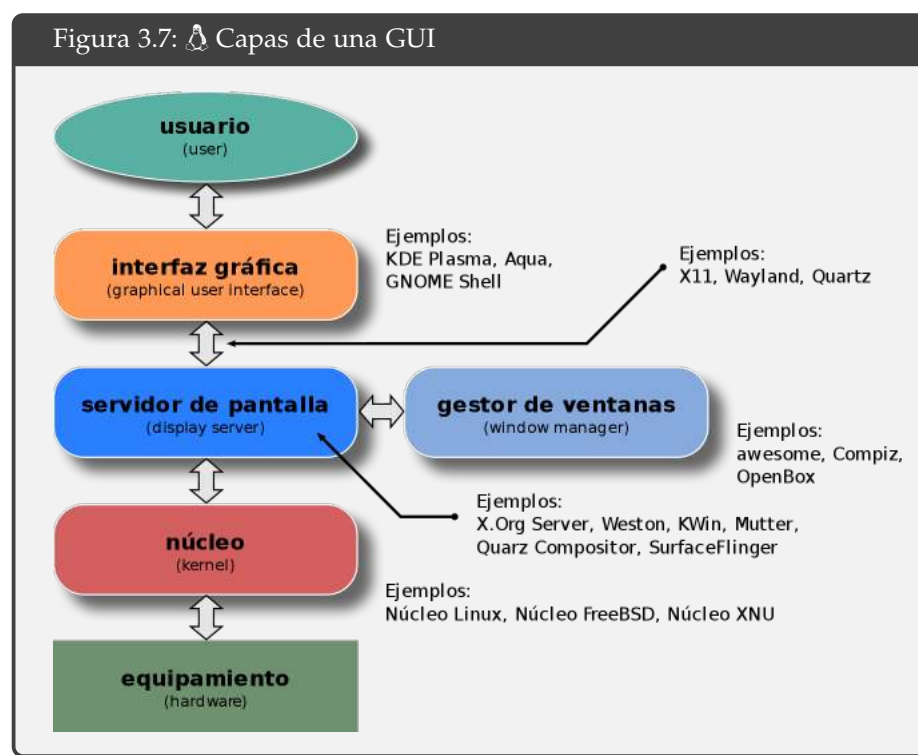 Figura 3.7: Capas de una GUI
usuario
(user)
interfaz gráfica
(graphical user interface)
Ejemplos:
KDE Plasma, Aqua,
GNOME Shell
Ejemplos:
X11, Wayland, Quartz
servidor de pantalla
(display server)
gestor de ventanas
(window manager)
Ejemplos:
awesome, Compiz,
OpenBox
Ejemplos:
X.Org Server, Weston, KWin, Mutter,
Quarz Compositor, SurfaceFlinger
núcleo
(kernel)
Ejemplos:
Núcleo Linux, Núcleo FreeBSD, Núcleo XNU
equipamiento
(hardware)